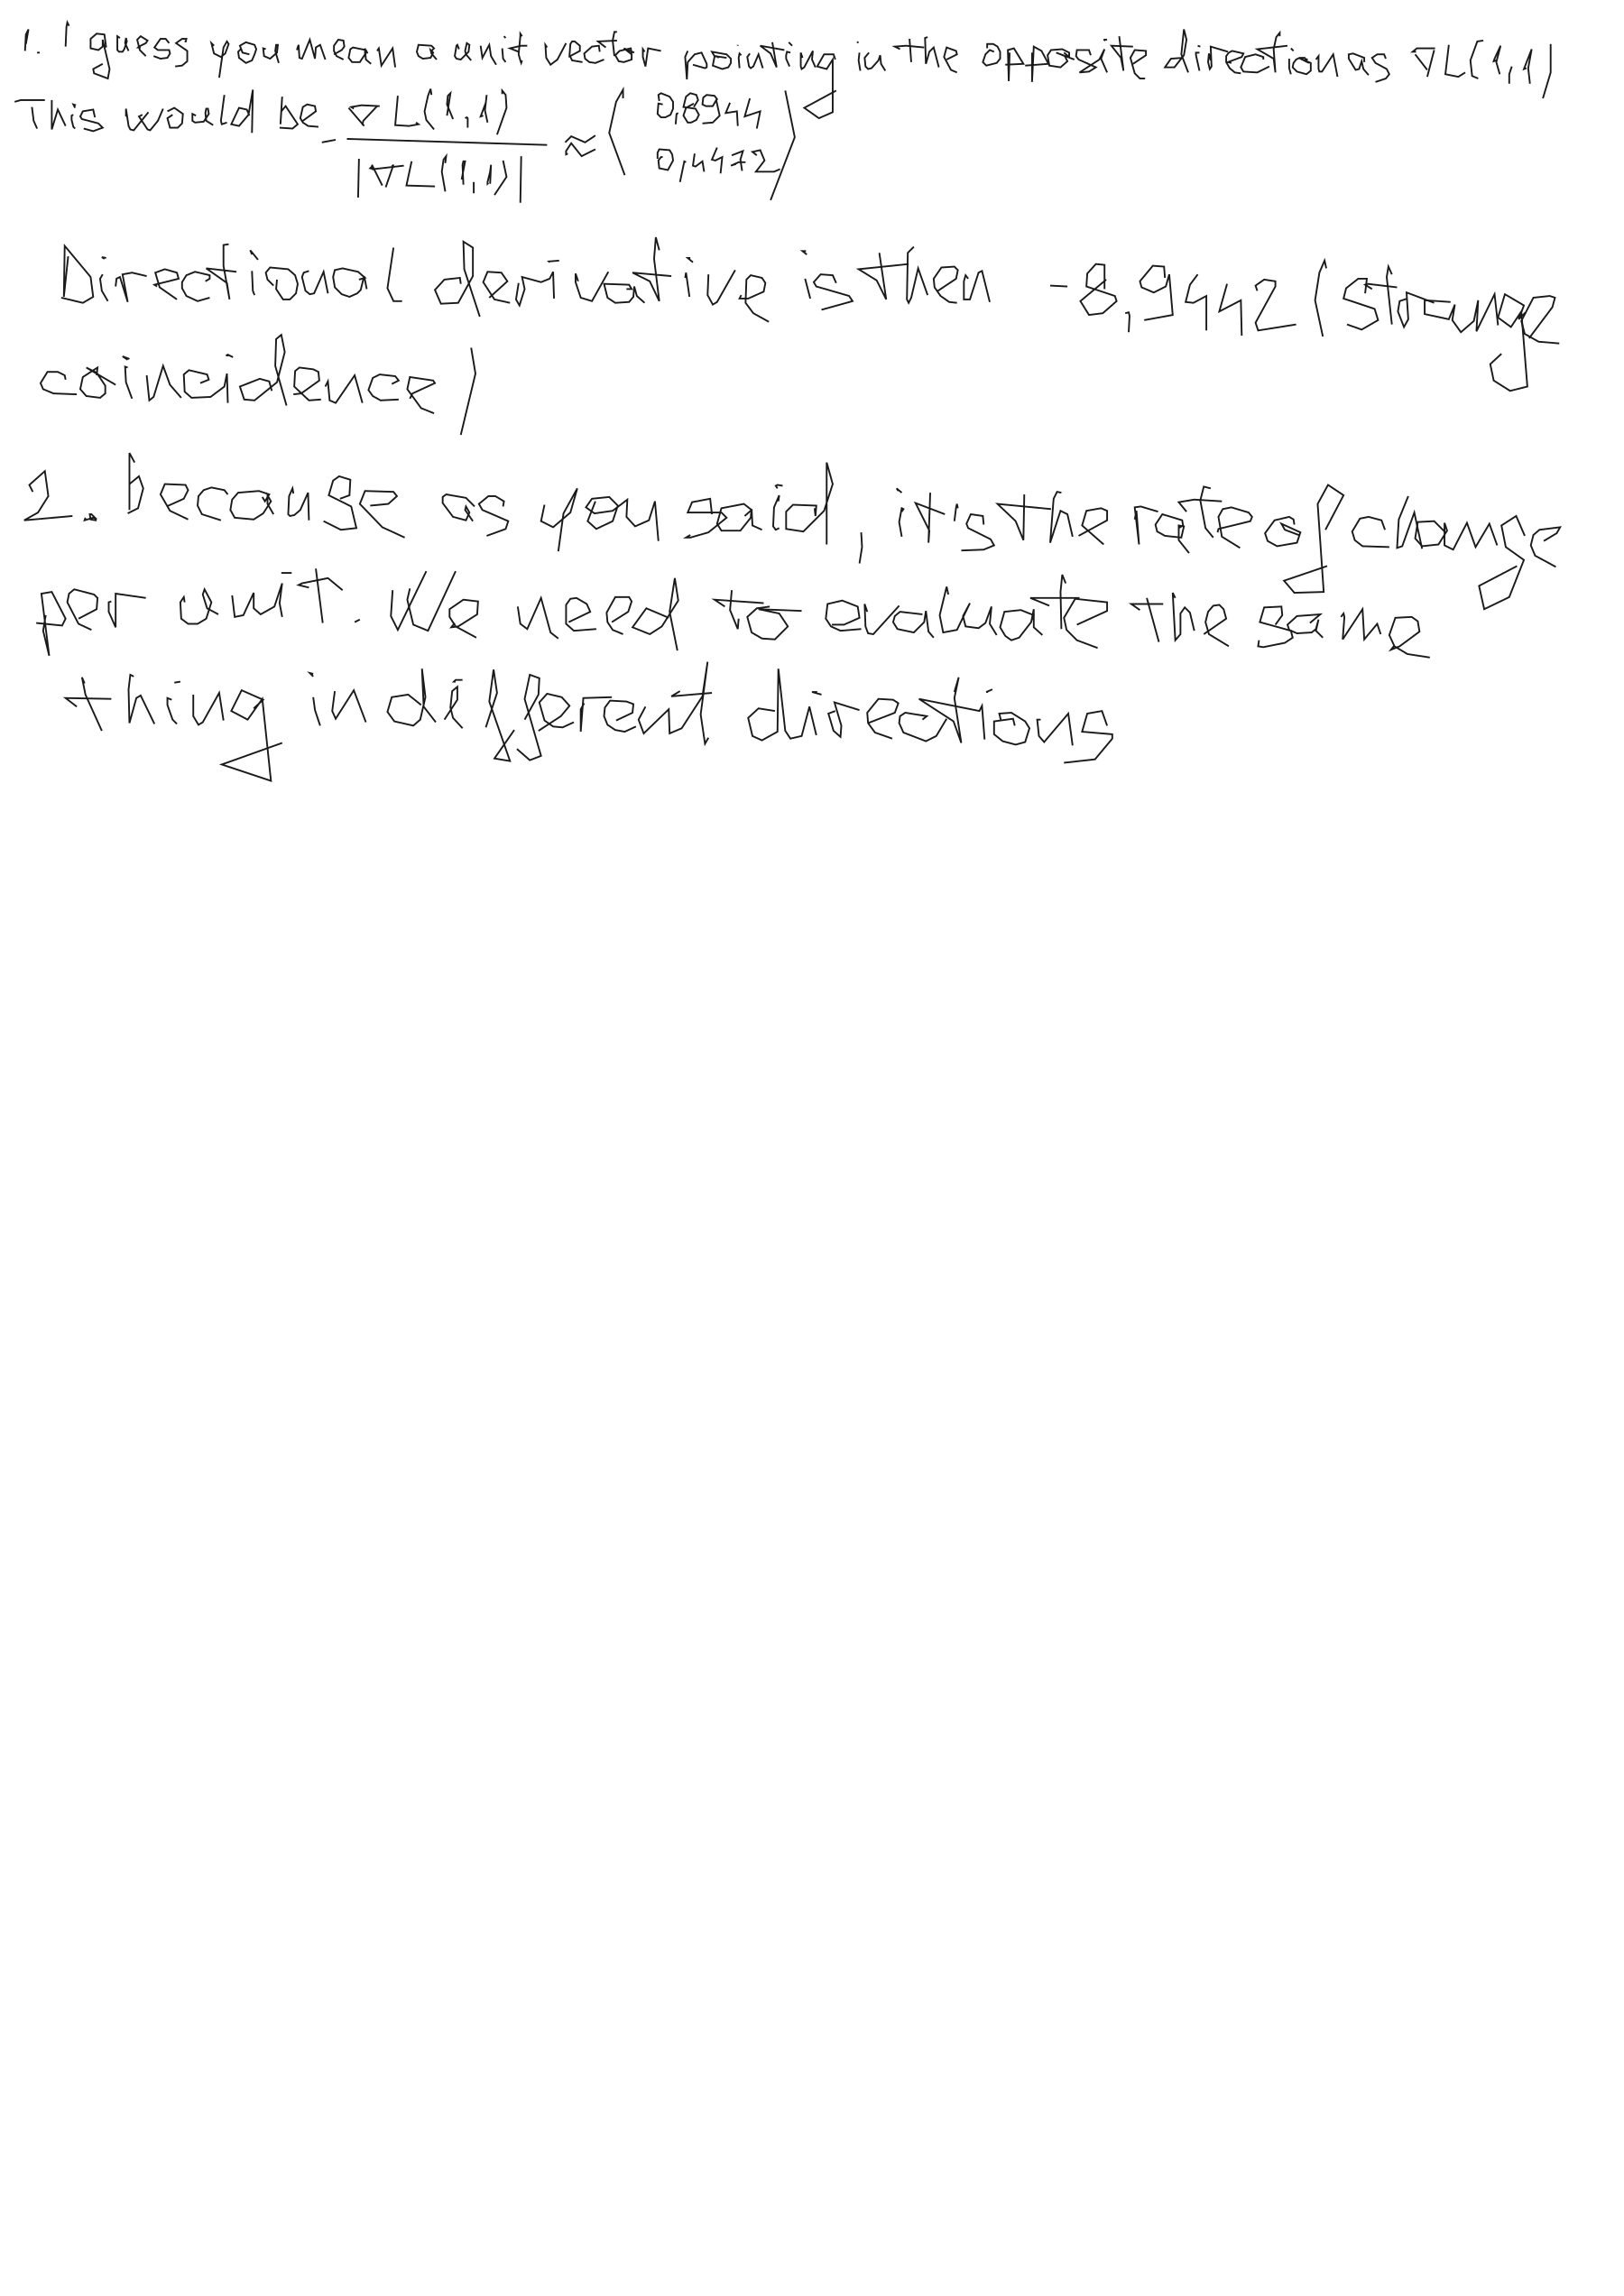 1. I guess you mean a unit vector pointing in the opposite direction as ∇L(1,1)
This would be - ∇L(1,1) / |∇L(1,1)| ≈ ( 0,8944 0,4472 )
Directional derivative is then -8,9442 (strange
coincidence)
2. because as you said, it's the rate of change
per unit. We need to evaluate the same
thing in different directions